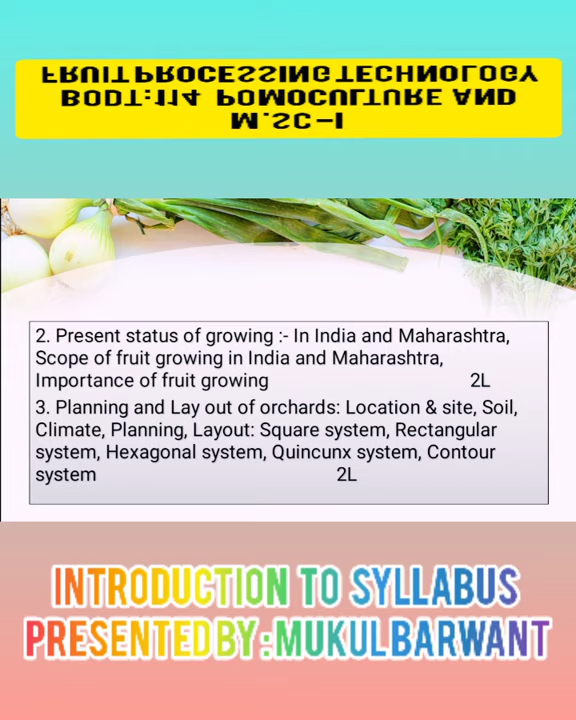 M.SC-I
BODT:114 POMOCULTURE AND
FRUIT PROCESSING TECHNOLOGY
2. Present status of growing :- In India and Maharashtra,
Scope of fruit growing in India and Maharashtra,
Importance of fruit growing 2L
3. Planning and Lay out of orchards: Location & site, Soil,
Climate, Planning, Layout: Square system, Rectangular
system, Hexagonal system, Quincunx system, Contour
system 2L
INTRODUCTION TO SYLLABUS
PRESENTED BY : MUKUL BARWANT